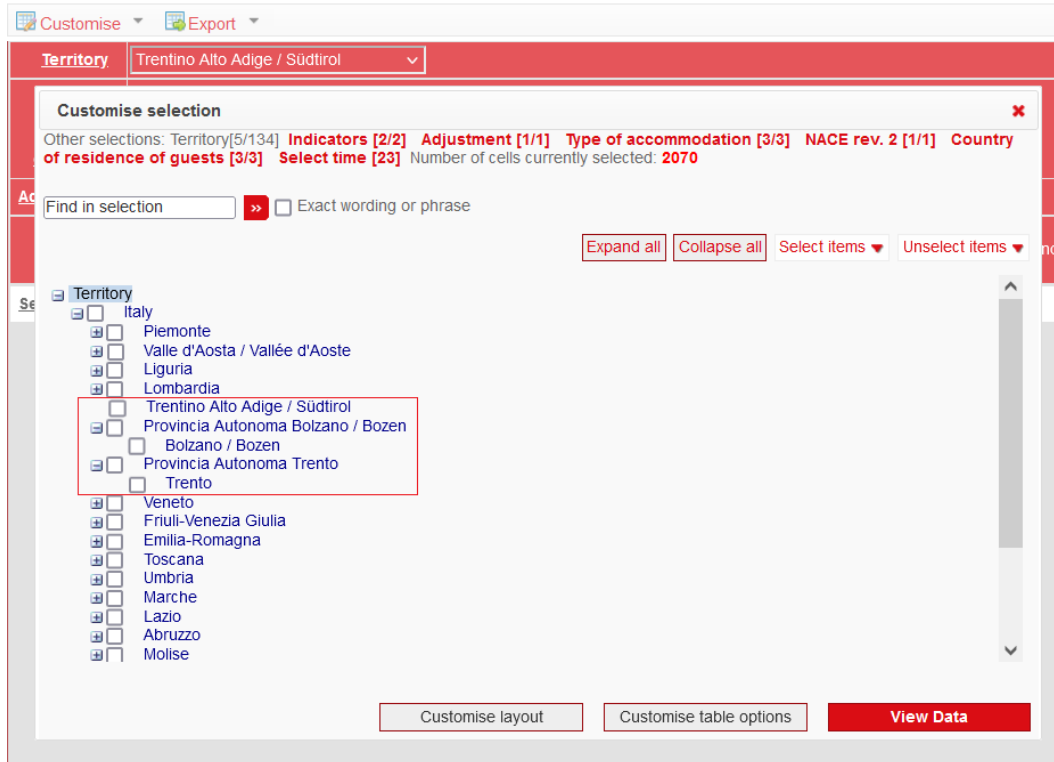 Customise Export
Territory Trentino Alto Adige / Südtirol
Customise selection
Other selections: Territory[5/134] Indicators [2/2] Adjustment [1/1] Type of accommodation [3/3] NACE rev. 2 [1/1] Country
of residence of guests [3/3] Select time [23] Number of cells currently selected: 2070
Find in selection » Exact wording or phrase
Expand all Collapse all Select items Unselect items
Territory
Italy
Piemonte
Valle d'Aosta / Vallée d'Aoste
Liguria
Lombardia
Trentino Alto Adige / Südtirol
Provincia Autonoma Bolzano / Bozen
Bolzano / Bozen
Provincia Autonoma Trento
Trento
Veneto
Friuli-Venezia Giulia
Emilia-Romagna
Toscana
Umbria
Marche
Lazio
Abruzzo
Molise
Customise layout Customise table options View Data